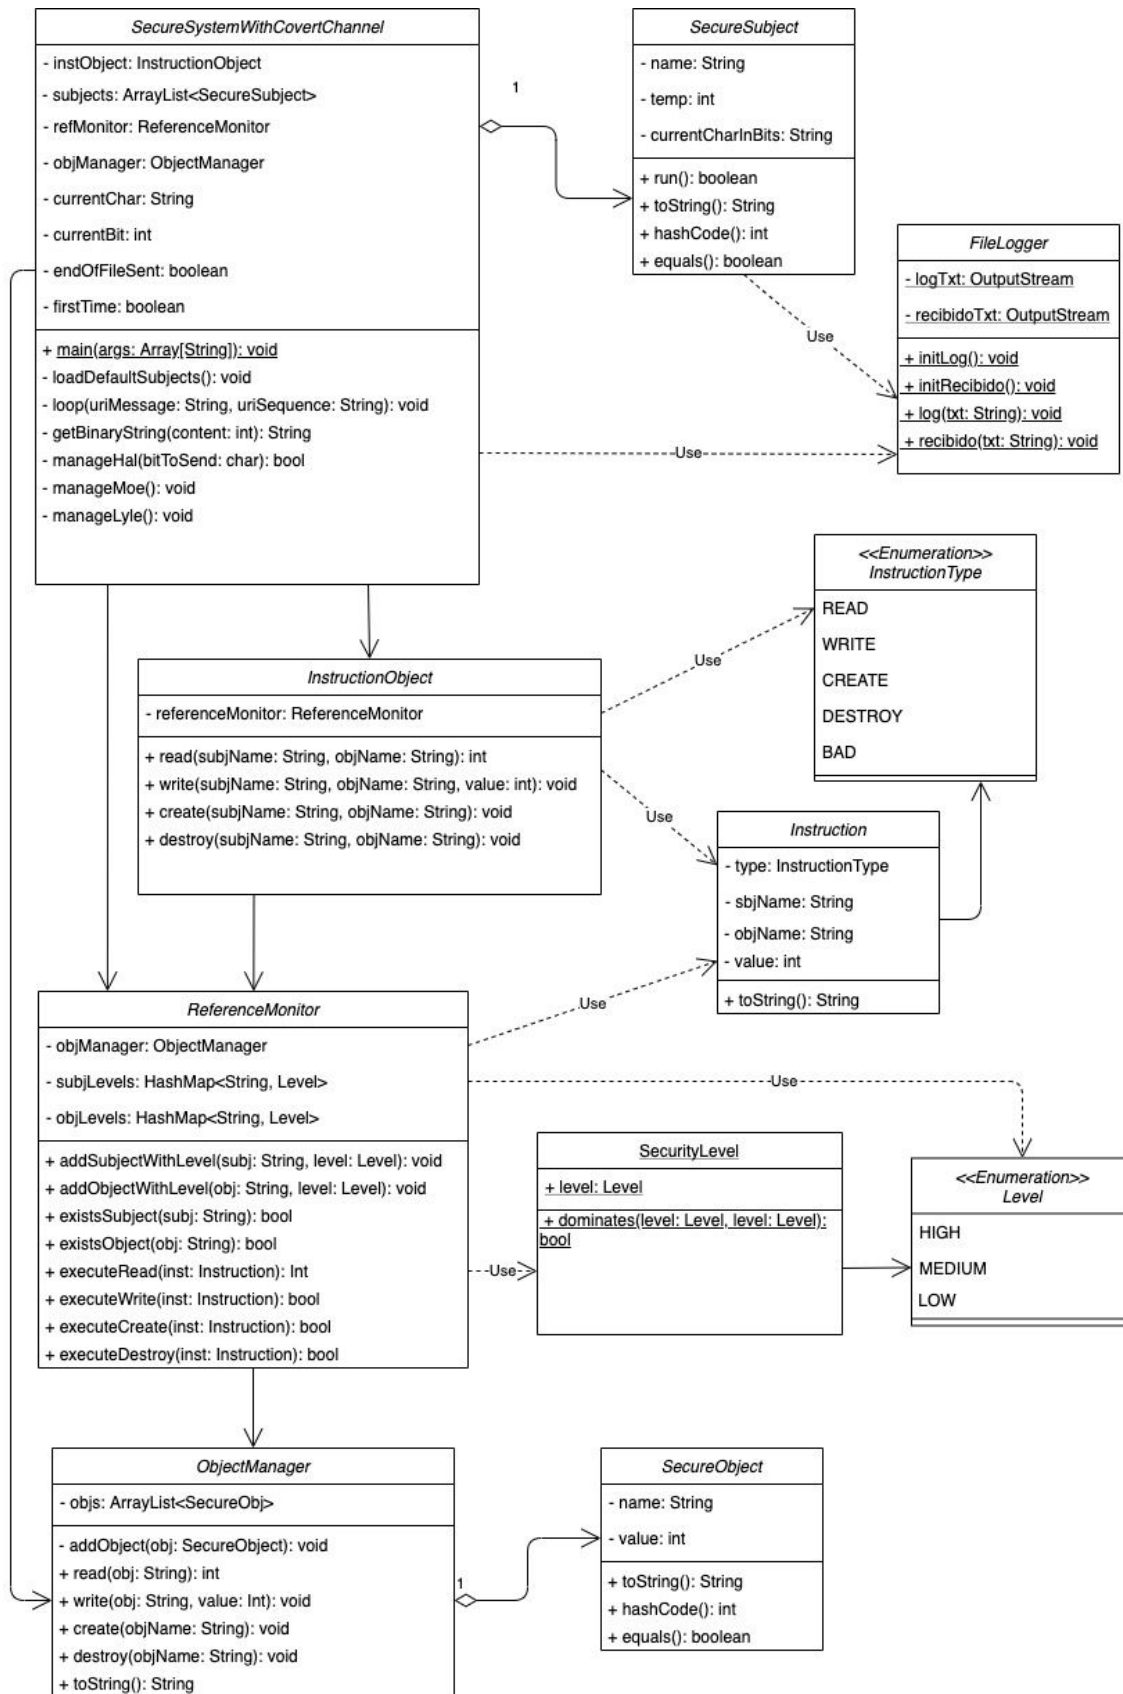 SecureSystemWithCovertChannel
- instObject: InstructionObject
- subjects: ArrayList<SecureSubject>
- refMonitor: ReferenceMonitor
- objManager: ObjectManager
- currentChar: String
- currentBit: int
- endOfFileSent: boolean
- firstTime: boolean
+ main(args: Array[String]): void
- loadDefaultSubjects(): void
- loop(uriMessage: String, uriSequence: String): void
- getBinaryString(content: int): String
- manageHal(bitToSend: char): bool
- manageMoe(): void
- manageLyle(): void
1
SecureSubject
- name: String
- temp: int
- currentCharInBits: String
+ run(): boolean
+ toString(): String
+ hashCode(): int
+ equals(): boolean
Use
FileLogger
- logTxt: OutputStream
- recibidoTxt: OutputStream
+ initLog(): void
+ initRecibido(): void
+ log(txt: String): void
+ recibido(txt: String): void
Use
InstructionObject
- referenceMonitor: ReferenceMonitor
+ read(subjName: String, objName: String): int
+ write(subjName: String, objName: String, value: int): void
+ create(subjName: String, objName: String): void
+ destroy(subjName: String, objName: String): void
Use
<<Enumeration>>
InstructionType
READ
WRITE
CREATE
DESTROY
BAD
Use
Instruction
- type: InstructionType
- sbjName: String
- objName: String
- value: int
+ toString(): String
Use
ReferenceMonitor
- objManager: ObjectManager
- subjLevels: HashMap<String, Level>
- objLevels: HashMap<String, Level>
+ addSubjectWithLevel(subj: String, level: Level): void
+ addObjectWithLevel(obj: String, level: Level): void
+ existsSubject(subj: String): bool
+ existsObject(obj: String): bool
+ executeRead(inst: Instruction): Int
+ executeWrite(inst: Instruction): bool
+ executeCreate(inst: Instruction): bool
+ executeDestroy(inst: Instruction): bool
Use
Use
SecurityLevel
+ level: Level
+ dominates(level: Level, level: Level):
bool
<<Enumeration>>
Level
HIGH
MEDIUM
LOW
ObjectManager
- objs: ArrayList<SecureObj>
- addObject(obj: SecureObject): void
+ read(obj: String): int
+ write(obj: String, value: Int): void
+ create(objName: String): void
+ destroy(objName: String): void
+ toString(): String
1
SecureObject
- name: String
- value: int
+ toString(): String
+ hashCode(): int
+ equals(): boolean